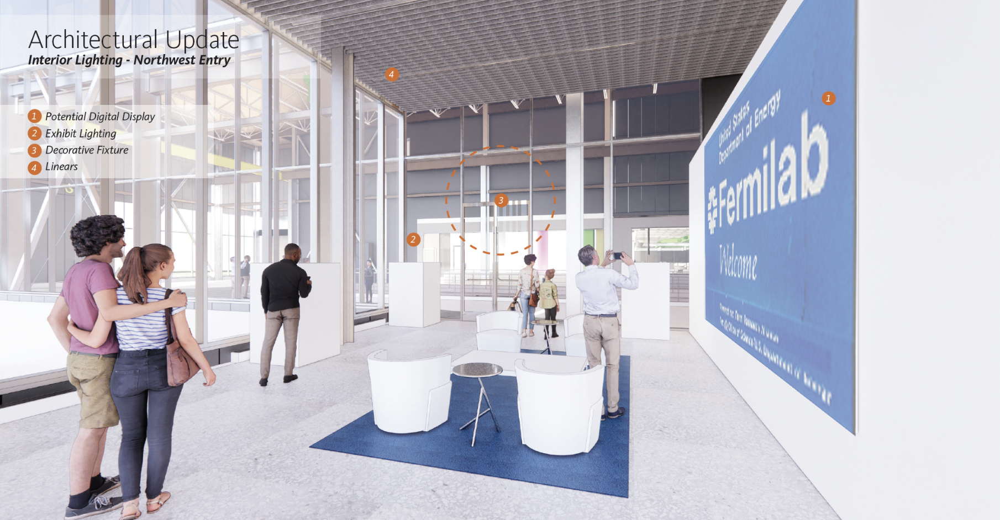 Architectural Update
Interior Lighting - Northwest Entry
1 Potential Digital Display
2 Exhibit Lighting
3 Decorative Fixture
4 Linears
4
1
3
2
United States
Department of Energy
Fermilab
Welcome